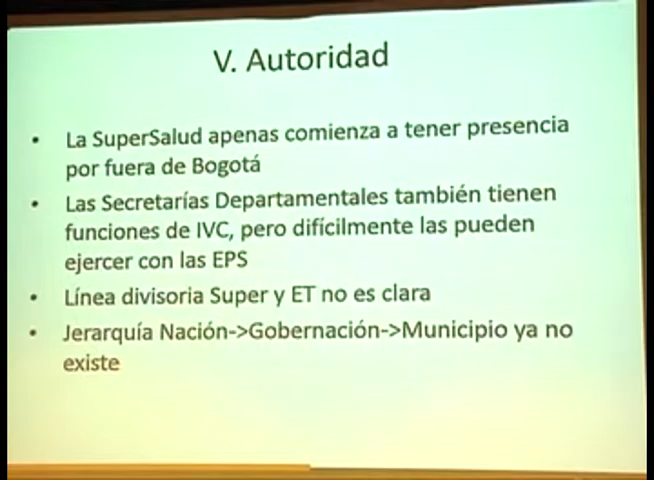 V. Autoridad
• La SuperSalud apenas comienza a tener presencia
por fuera de Bogotá
• Las Secretarías Departamentales también tienen
funciones de IVC, pero difícilmente las pueden
ejercer con las EPS
• Línea divisoria Super y ET no es clara
• Jerarquía Nación->Gobernación->Municipio ya no
existe